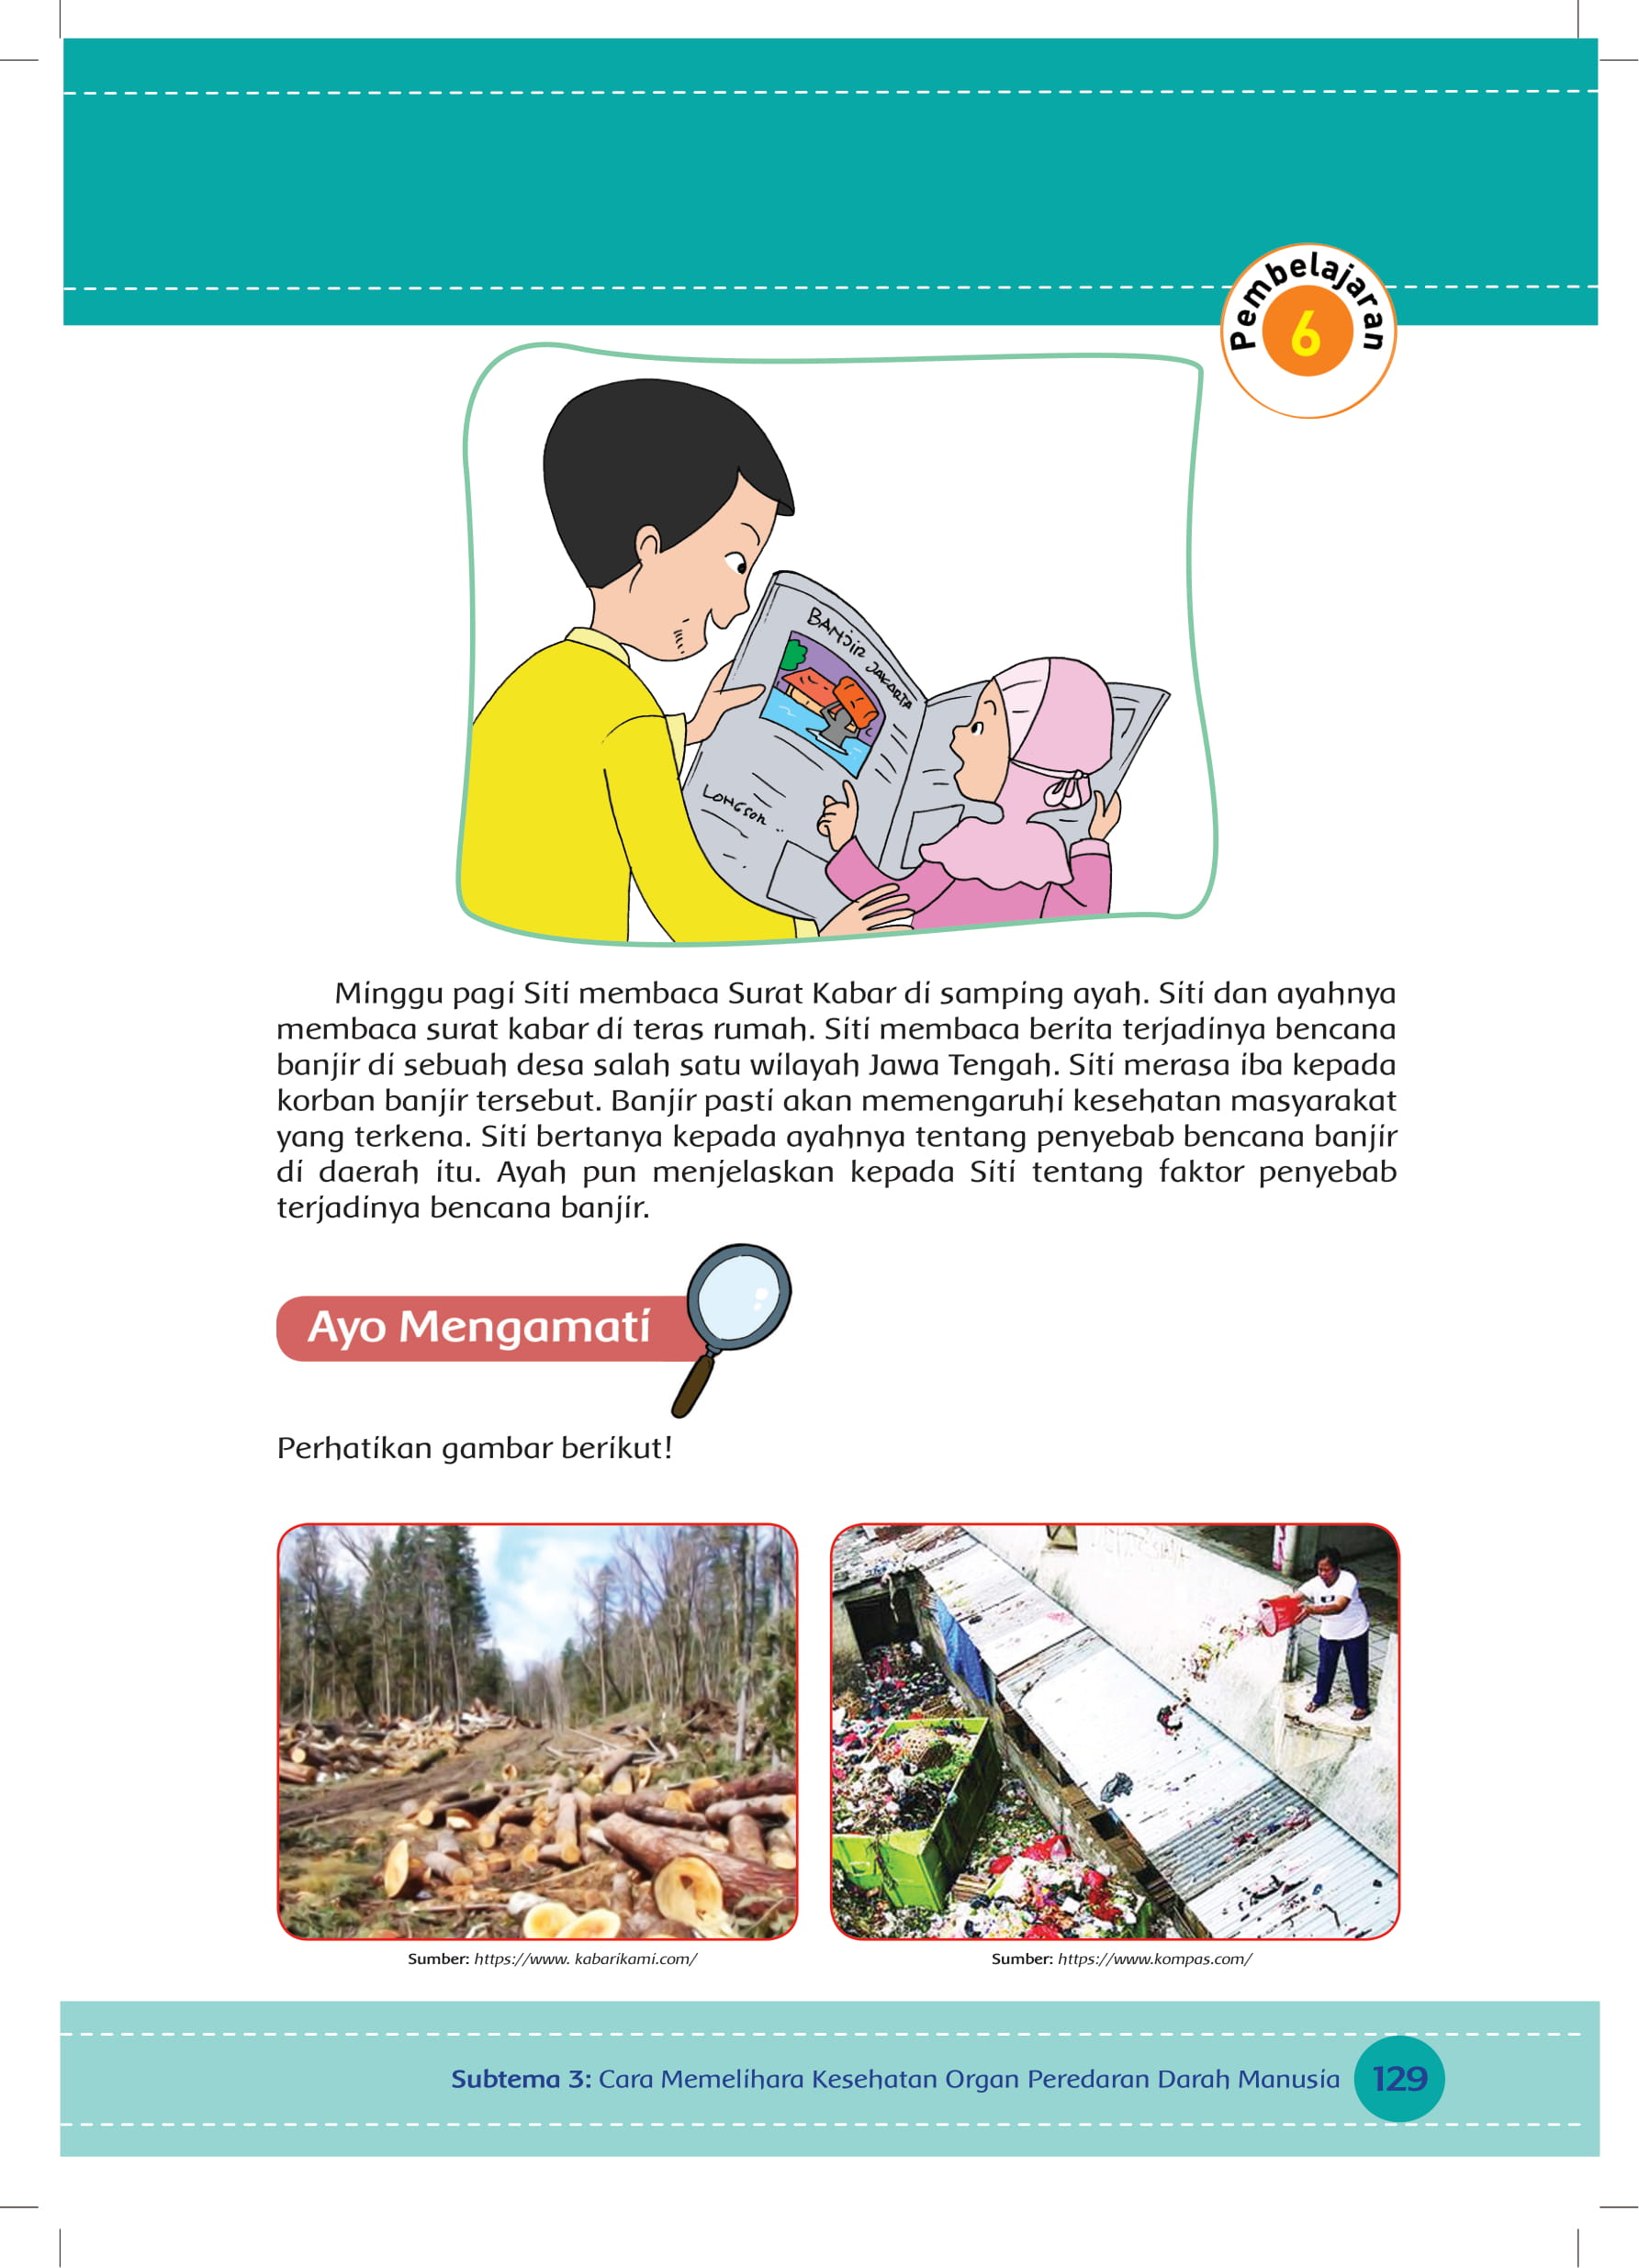 Pembelajaran
6
BANJIR JAKARTA
LONGSOR ..
Minggu pagi Siti membaca Surat Kabar di samping ayah. Siti dan ayahnya
membaca surat kabar di teras rumah. Siti membaca berita terjadinya bencana
banjir di sebuah desa salah satu wilayah Jawa Tengah. Siti merasa iba kepada
korban banjir tersebut. Banjir pasti akan memengaruhi kesehatan masyarakat
yang terkena. Siti bertanya kepada ayahnya tentang penyebab bencana banjir
di daerah itu. Ayah pun menjelaskan kepada Siti tentang faktor penyebab
terjadinya bencana banjir.
Ayo Mengamati
Perhatikan gambar berikut!
Sumber: https://www. kabarikami.com/
Sumber: https://www.kompas.com/
Subtema 3: Cara Memelihara Kesehatan Organ Peredaran Darah Manusia
129